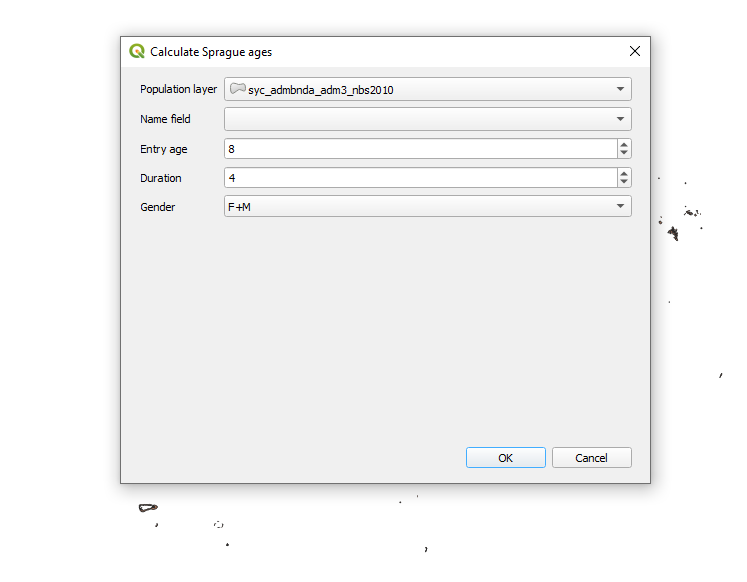 Calculate Sprague ages
Population layer syc_admbnda_adm3_nbs2010
Name field
Entry age 8
Duration 4
Gender F+M
OK Cancel